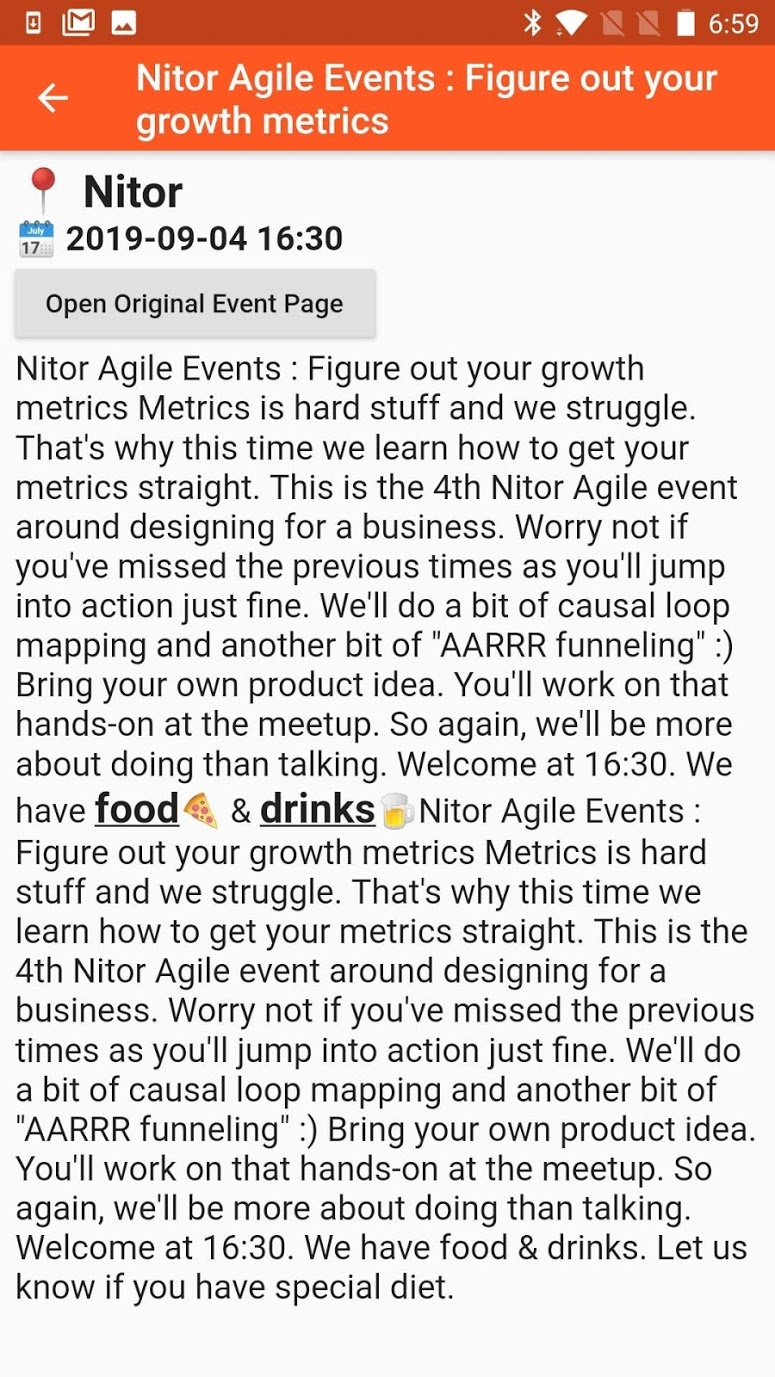 6:59
Nitor Agile Events : Figure out your
growth metrics
Nitor
July
17
2019-09-04 16:30
Open Original Event Page
Nitor Agile Events : Figure out your growth
metrics Metrics is hard stuff and we struggle.
That's why this time we learn how to get your
metrics straight. This is the 4th Nitor Agile event
around designing for a business. Worry not if
you've missed the previous times as you'll jump
into action just fine. We'll do a bit of causal loop
mapping and another bit of "AARRR funneling" :)
Bring your own product idea. You'll work on that
hands-on at the meetup. So again, we'll be more
about doing than talking. Welcome at 16:30. We
have food🍕 & drinks🍺Nitor Agile Events :
Figure out your growth metrics Metrics is hard
stuff and we struggle. That's why this time we
learn how to get your metrics straight. This is the
4th Nitor Agile event around designing for a
business. Worry not if you've missed the previous
times as you'll jump into action just fine. We'll do
a bit of causal loop mapping and another bit of
"AARRR funneling" :) Bring your own product idea.
You'll work on that hands-on at the meetup. So
again, we'll be more about doing than talking.
Welcome at 16:30. We have food & drinks. Let us
know if you have special diet.